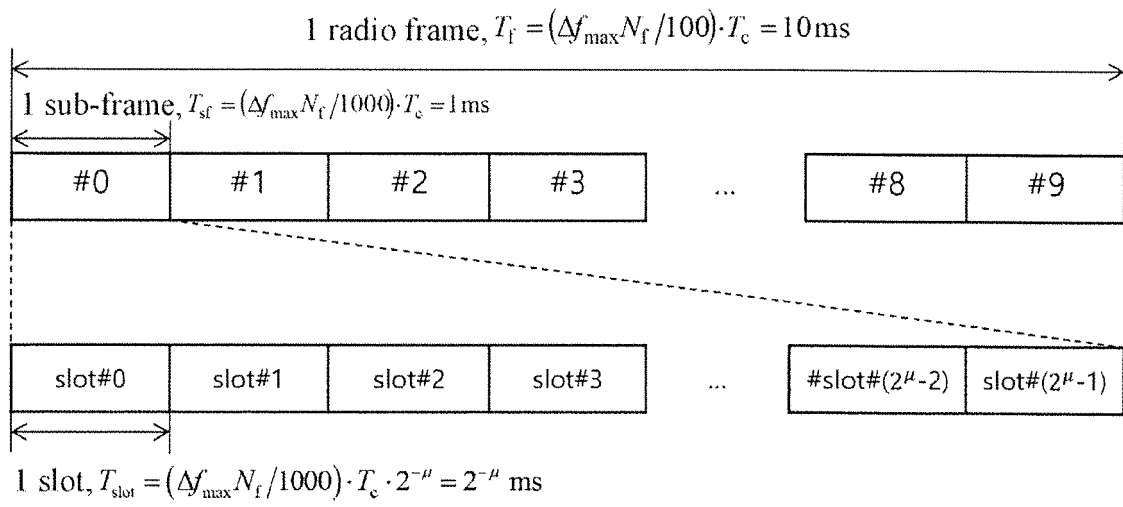 1 radio frame, T_f = (Δf_max N_f /100)·T_c = 10 ms
1 sub-frame, T_sf = (Δf_max N_f /1000)·T_c = 1 ms
#0 #1 #2 #3 ... #8 #9
slot#0 slot#1 slot#2 slot#3 ... #slot#(2^μ-2) slot#(2^μ-1)
1 slot, T_slot = (Δf_max N_f /1000)·T_c · 2^-μ = 2^-μ ms